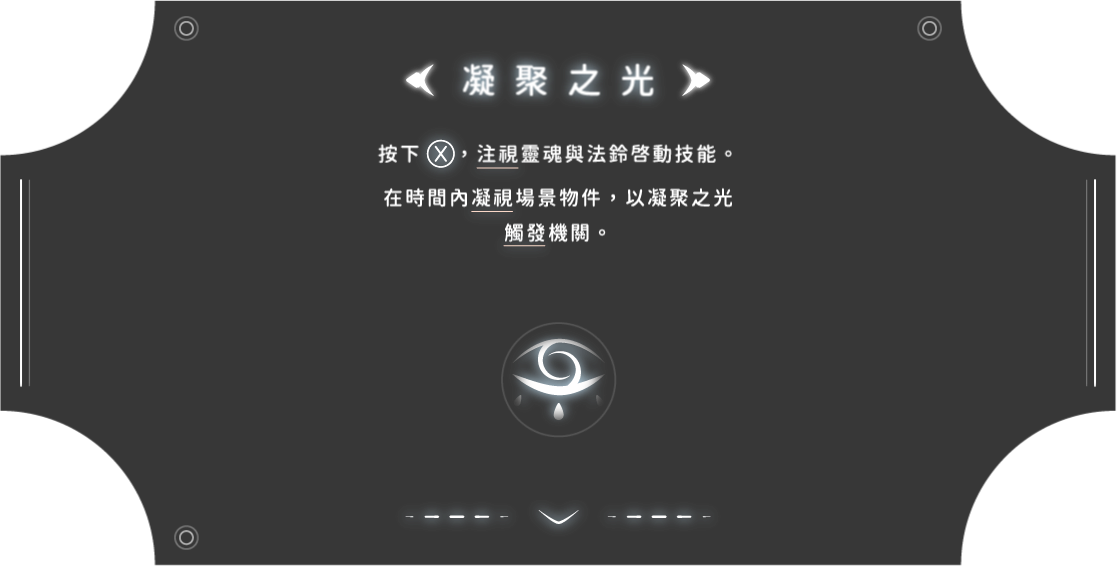 凝聚之光
按下Ⓧ，注視靈魂與法鈴啓動技能。
在時間內凝視場景物件，以凝聚之光
觸發機關。